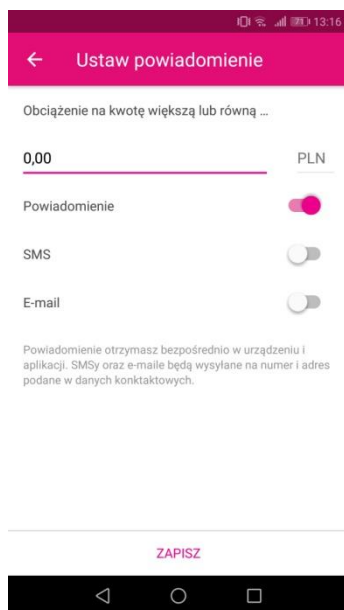 13:16
Ustaw powiadomienie
Obciążenie na kwotę większą lub równą ...
0,00 PLN
Powiadomienie
SMS
E-mail
Powiadomienie otrzymasz bezpośrednio w urządzeniu i
aplikacji. SMSy oraz e-maile będą wysyłane na numer i adres
podane w danych konktaktowych.
ZAPISZ